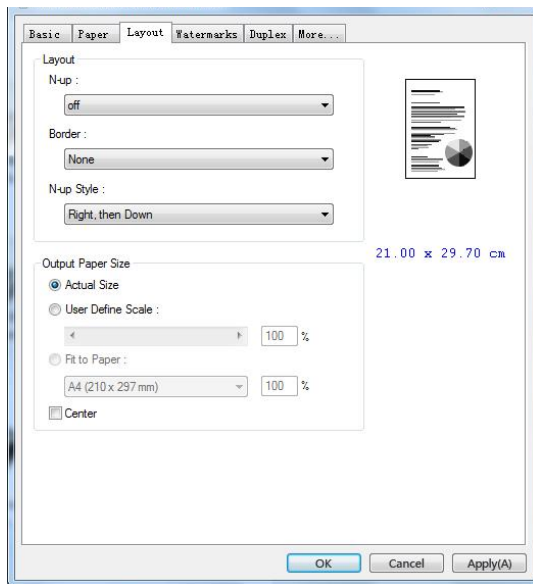 Basic Paper Layout Watermarks Duplex More...
Layout
N-up :
off
Border :
None
N-up Style :
Right, then Down
21.00 x 29.70 cm
Output Paper Size
Actual Size
User Define Scale :
100 %
Fit to Paper :
A4 (210 x 297 mm) 100 %
Center
OK Cancel Apply(A)